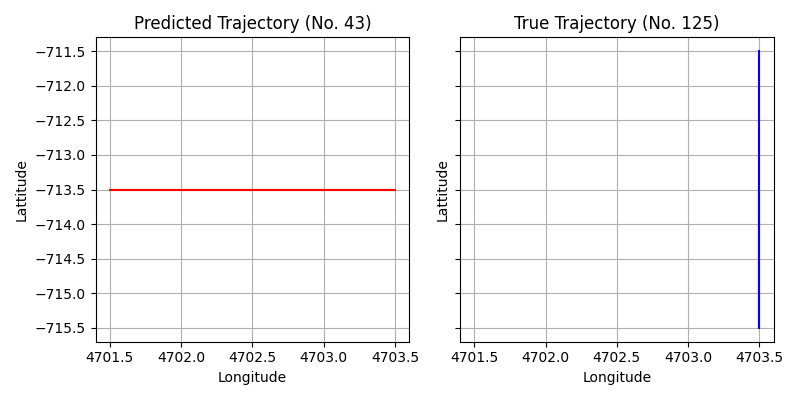 Predicted Trajectory (No. 43)
True Trajectory (No. 125)
Lattitude
−711.5
−712.0
−712.5
−713.0
−713.5
−714.0
−714.5
−715.0
−715.5
4701.5 4702.0 4702.5 4703.0 4703.5
Longitude
Lattitude
4701.5 4702.0 4702.5 4703.0 4703.5
Longitude